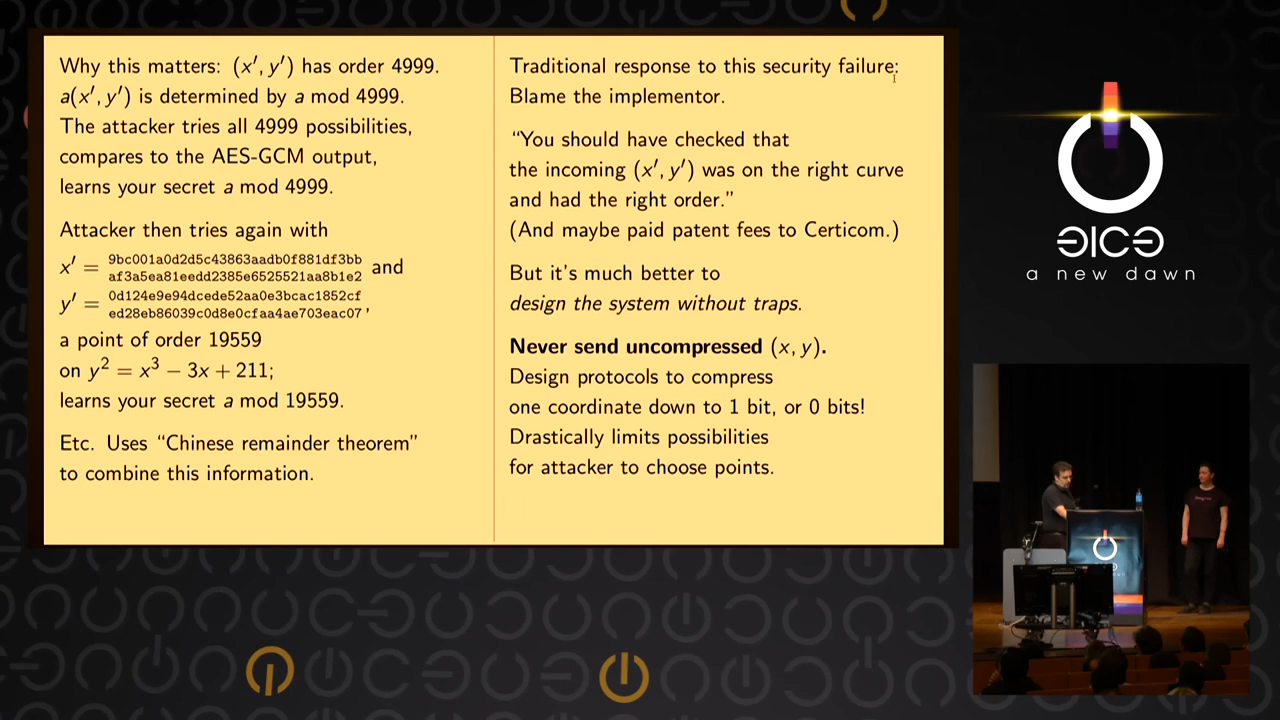 Why this matters: (x′, y′) has order 4999.
a(x′, y′) is determined by a mod 4999.
The attacker tries all 4999 possibilities,
compares to the AES-GCM output,
learns your secret a mod 4999.
Attacker then tries again with
x′ = 9bc001a0d2d5c43863aadb0f881df3bb
af3a5ea81eedd2385e6525521aa8b1e2 and
y′ = 0d124e9e94dcede52aa0e3bcac1852cf
ed28eb86039c0d8e0cfaa4ae703eac07,
a point of order 19559
on y² = x³ − 3x + 211;
learns your secret a mod 19559.
Etc. Uses “Chinese remainder theorem”
to combine this information.
Traditional response to this security failure:
Blame the implementor.
“You should have checked that
the incoming (x′, y′) was on the right curve
and had the right order.”
(And maybe paid patent fees to Certicom.)
But it’s much better to
design the system without traps.
Never send uncompressed (x, y).
Design protocols to compress
one coordinate down to 1 bit, or 0 bits!
Drastically limits possibilities
for attacker to choose points.
a new dawn